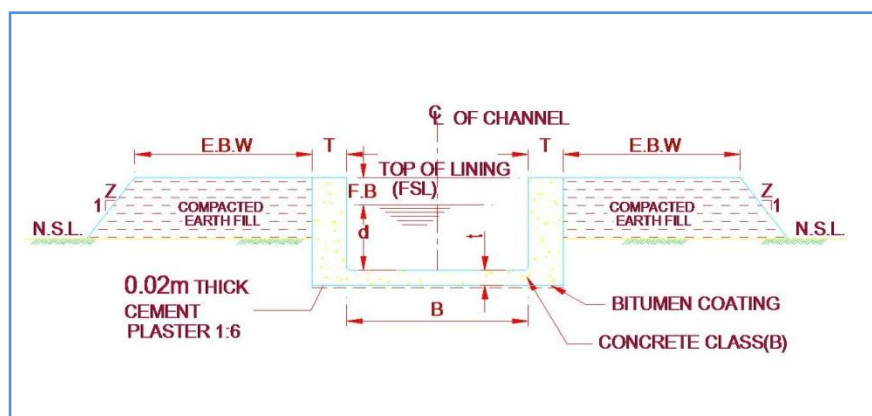 ℄ OF CHANNEL
E.B.W
T
T
E.B.W
TOP OF LINING
(FSL)
F.B
Z
1
COMPACTED
EARTH FILL
COMPACTED
EARTH FILL
Z
1
N.S.L.
d
t
N.S.L.
0.02m THICK
CEMENT
PLASTER 1:6
B
BITUMEN COATING
CONCRETE CLASS(B)